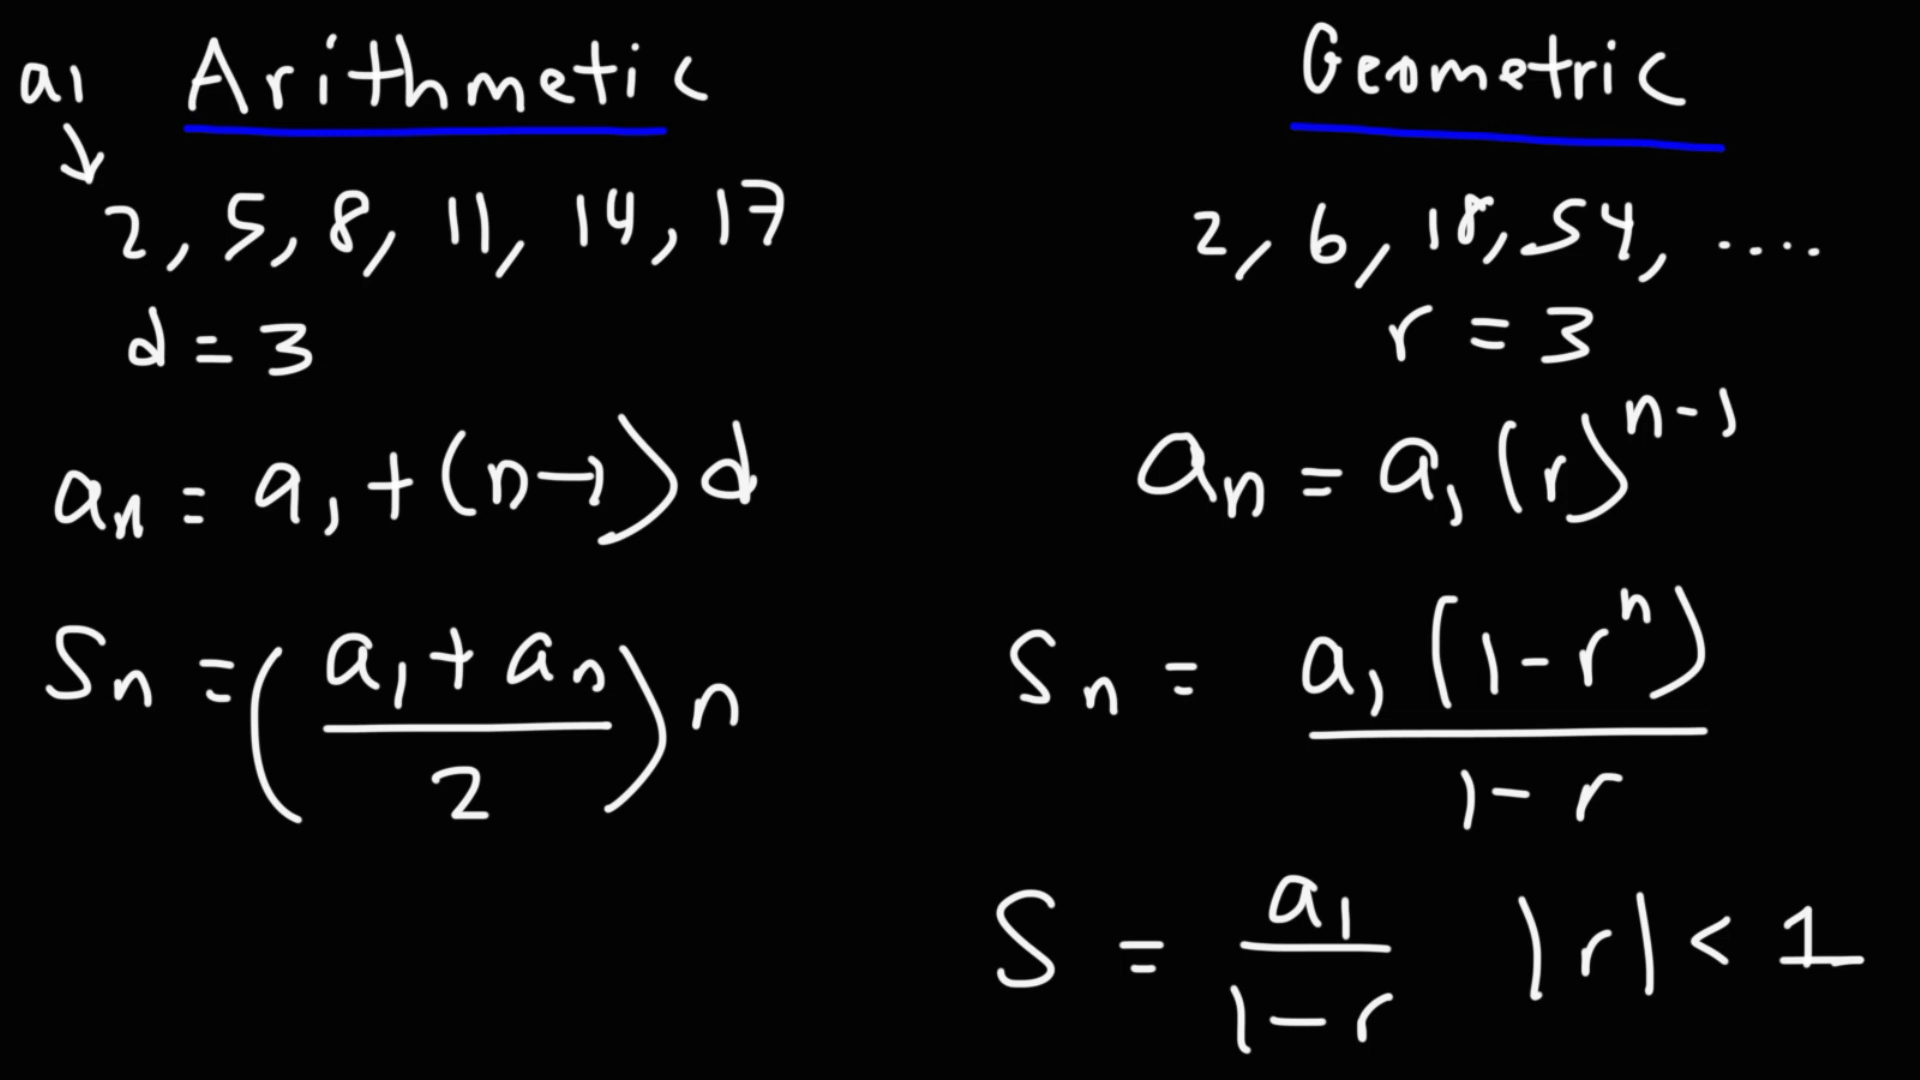 a1 Arithmetic
2, 5, 8, 11, 14, 17
d = 3
aₙ = a₁ + (n-1)d
Sₙ = ((a₁ + aₙ)/2)n
Geometric
2, 6, 18, 54, ....
r = 3
aₙ = a₁(r)ⁿ⁻¹
Sₙ = a₁(1-rⁿ)/(1-r)
S = a₁/(1-r) |r| < 1